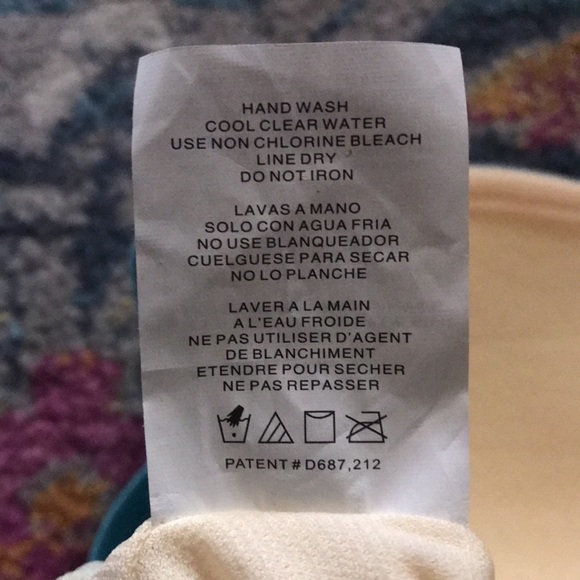 HAND WASH
COOL CLEAR WATER
USE NON CHLORINE BLEACH
LINE DRY
DO NOT IRON
LAVAS A MANO
SOLO CON AGUA FRIA
NO USE BLANQUEADOR
CUELGUESE PARA SECAR
NO LO PLANCHE
LAVER A LA MAIN
A L'EAU FROIDE
NE PAS UTILISER D'AGENT
DE BLANCHIMENT
ETENDRE POUR SECHER
NE PAS REPASSER
PATENT # D687,212